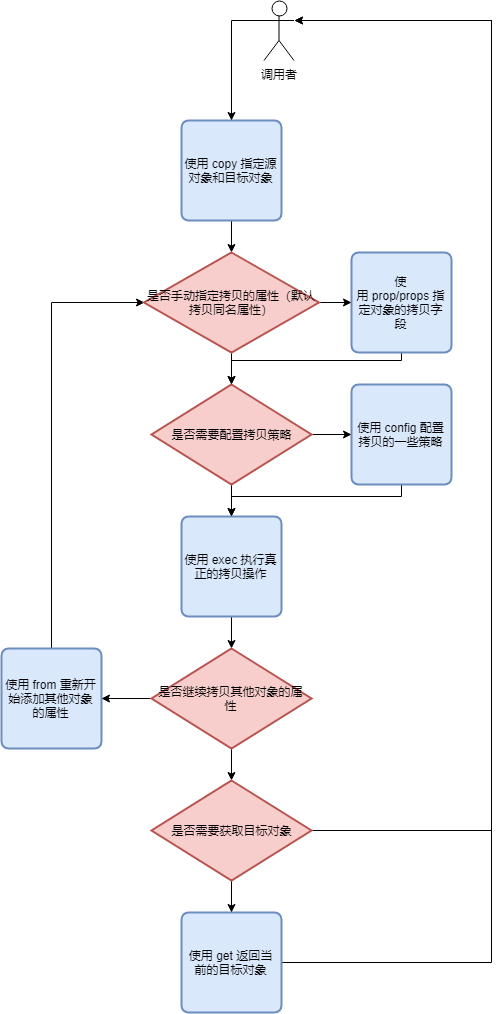 调用者
使用 copy 指定源
对象和目标对象
是否手动指定拷贝的属性（默认
拷贝同名属性）
使
用 prop/props 指
定对象的拷贝字
段
是否需要配置拷贝策略
使用 config 配置
拷贝的一些策略
使用 exec 执行真
正的拷贝操作
是否继续拷贝其他对象的属
性
使用 from 重新开
始添加其他对象
的属性
是否需要获取目标对象
使用 get 返回当
前的目标对象